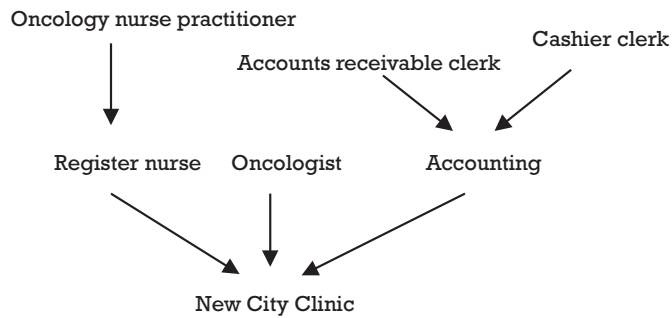 Oncology nurse practitioner
Cashier clerk
Accounts receivable clerk
Register nurse
Oncologist
Accounting
New City Clinic